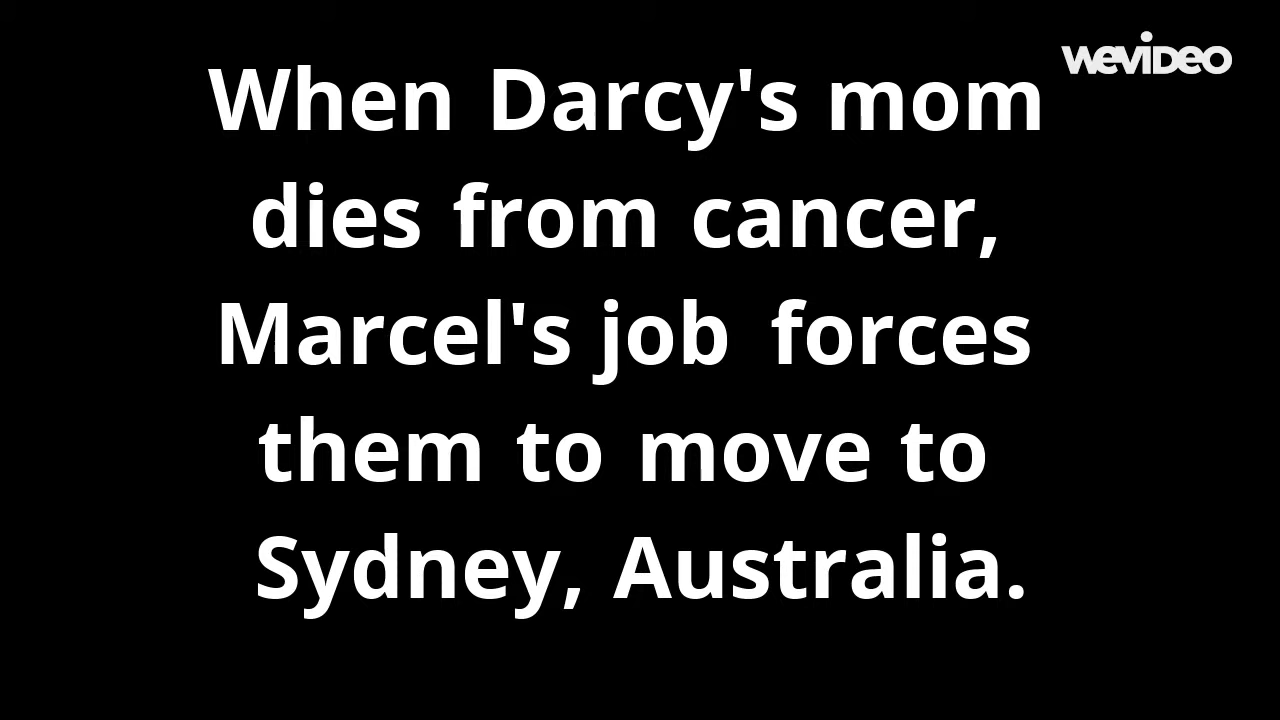 WeVideo
When Darcy's mom
dies from cancer,
Marcel's job forces
them to move to
Sydney, Australia.